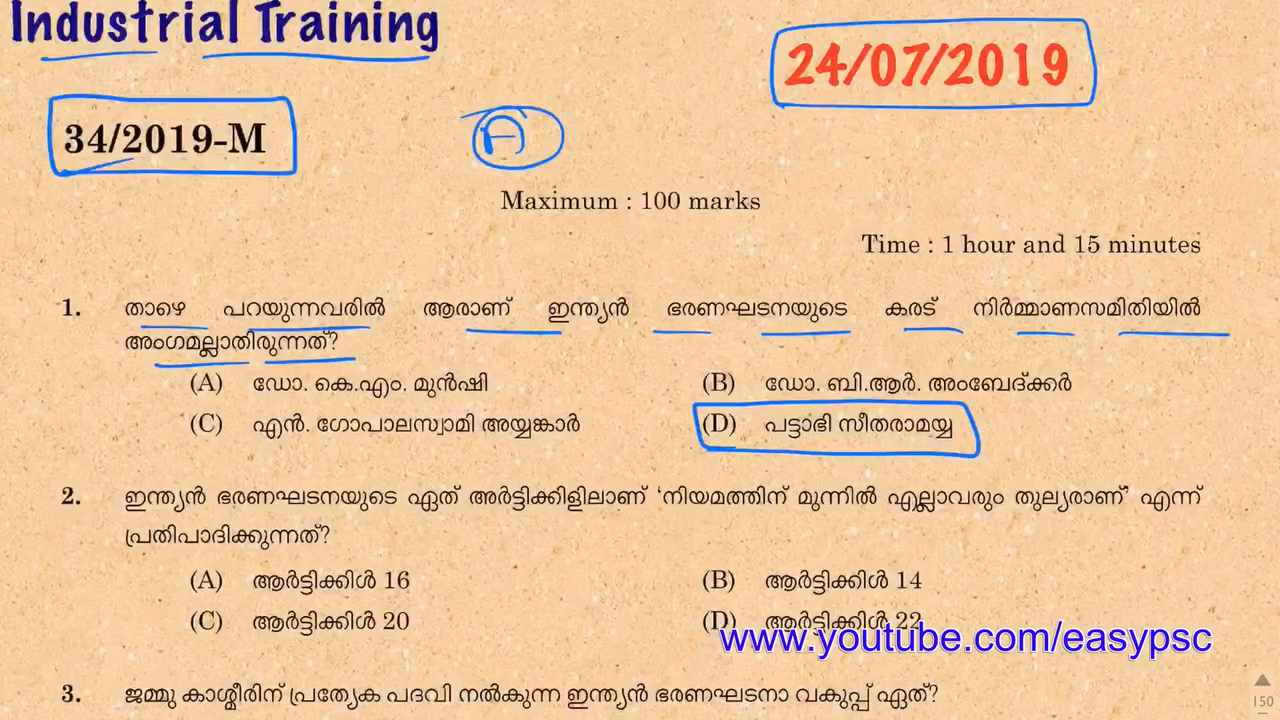 Industrial Training
24/07/2019
34/2019-M
A
Maximum : 100 marks
Time : 1 hour and 15 minutes
1. താഴെ പറയുന്നവരിൽ ആരാണ് ഇന്ത്യൻ ഭരണഘടനയുടെ കരട് നിർമ്മാണസമിതിയിൽ
അംഗമല്ലാതിരുന്നത്?
(A) ഡോ. കെ.എം. മുൻഷി (B) ഡോ. ബി.ആർ. അംബേദ്ക്കർ
(C) എൻ. ഗോപാലസ്വാമി അയ്യങ്കാർ (D) പട്ടാഭി സീതരാമയ്യ
2. ഇന്ത്യൻ ഭരണഘടനയുടെ ഏത് അർട്ടിക്കിളിലാണ് ‘നിയമത്തിന് മുന്നിൽ എല്ലാവരും തുല്യരാണ്’ എന്ന്
പ്രതിപാദിക്കുന്നത്?
(A) ആർട്ടിക്കിൾ 16 (B) ആർട്ടിക്കിൾ 14
(C) ആർട്ടിക്കിൾ 20 (D) ആർട്ടിക്കിൾ 22
www.youtube.com/easypsc
3. ജമ്മു കാശ്മീരിന് പ്രത്യേക പദവി നൽകുന്ന ഇന്ത്യൻ ഭരണഘടനാ വകുപ്പ് ഏത്?
150